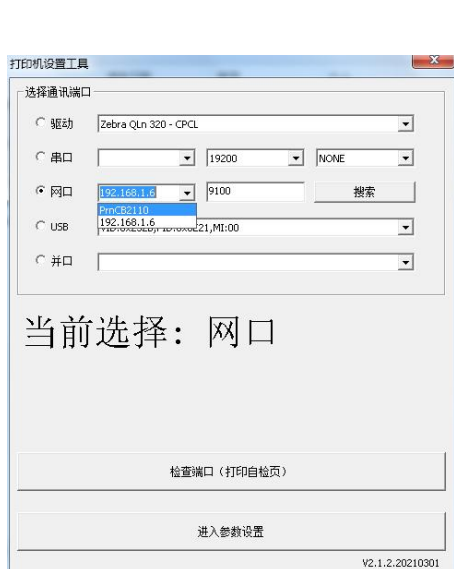 打印机设置工具
选择通讯端口
驱动 Zebra QLn 320 - CPCL
串口 19200 NONE
网口 192.168.1.6 9100 搜索
PrnCB2110
192.168.1.6
USB 21,MI:00
并口
当前选择: 网口
检查端口（打印自检页）
进入参数设置
V2.1.2.20210301